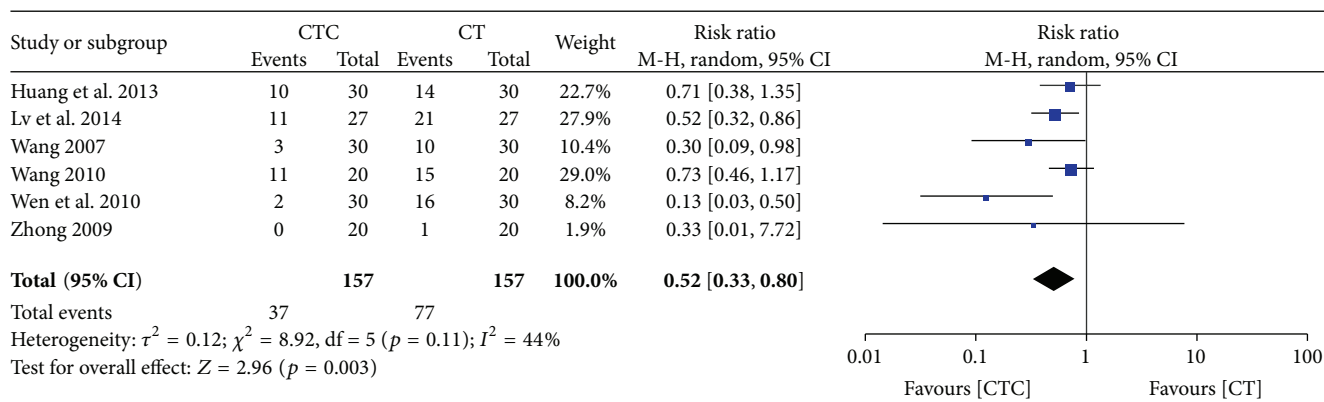 Study or subgroup CTC CT Weight Risk ratio Risk ratio
Events Total Events Total M-H, random, 95% CI M-H, random, 95% CI
Huang et al. 2013 10 30 14 30 22.7% 0.71 [0.38, 1.35]
Lv et al. 2014 11 27 21 27 27.9% 0.52 [0.32, 0.86]
Wang 2007 3 30 10 30 10.4% 0.30 [0.09, 0.98]
Wang 2010 11 20 15 20 29.0% 0.73 [0.46, 1.17]
Wen et al. 2010 2 30 16 30 8.2% 0.13 [0.03, 0.50]
Zhong 2009 0 20 1 20 1.9% 0.33 [0.01, 7.72]
Total (95% CI) 157 157 100.0% 0.52 [0.33, 0.80]
Total events 37 77
Heterogeneity: τ² = 0.12; χ² = 8.92, df = 5 (p = 0.11); I² = 44%
Test for overall effect: Z = 2.96 (p = 0.003)
0.01 0.1 1 10 100
Favours [CTC] Favours [CT]